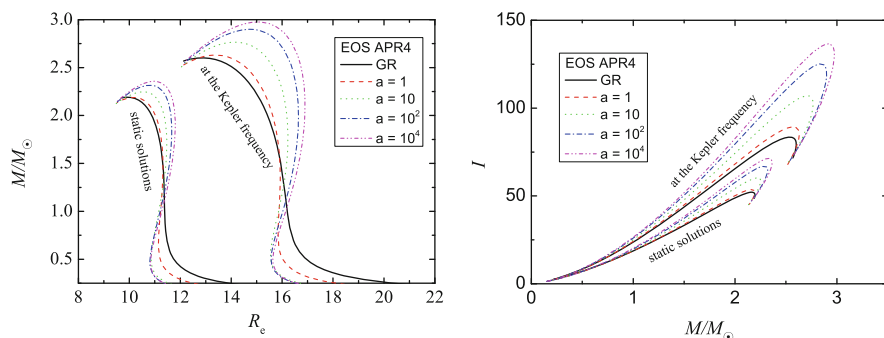 3.0
2.5
2.0
1.5
1.0
0.5
M/M☉
8 10 12 14 16 18 20 22
Rₑ
static solutions
at the Kepler frequency
EOS APR4
GR
a = 1
a = 10
a = 10²
a = 10⁴
150
100
50
0
I
0 1 2 3
M/M☉
EOS APR4
GR
a = 1
a = 10
a = 10²
a = 10⁴
at the Kepler frequency
static solutions